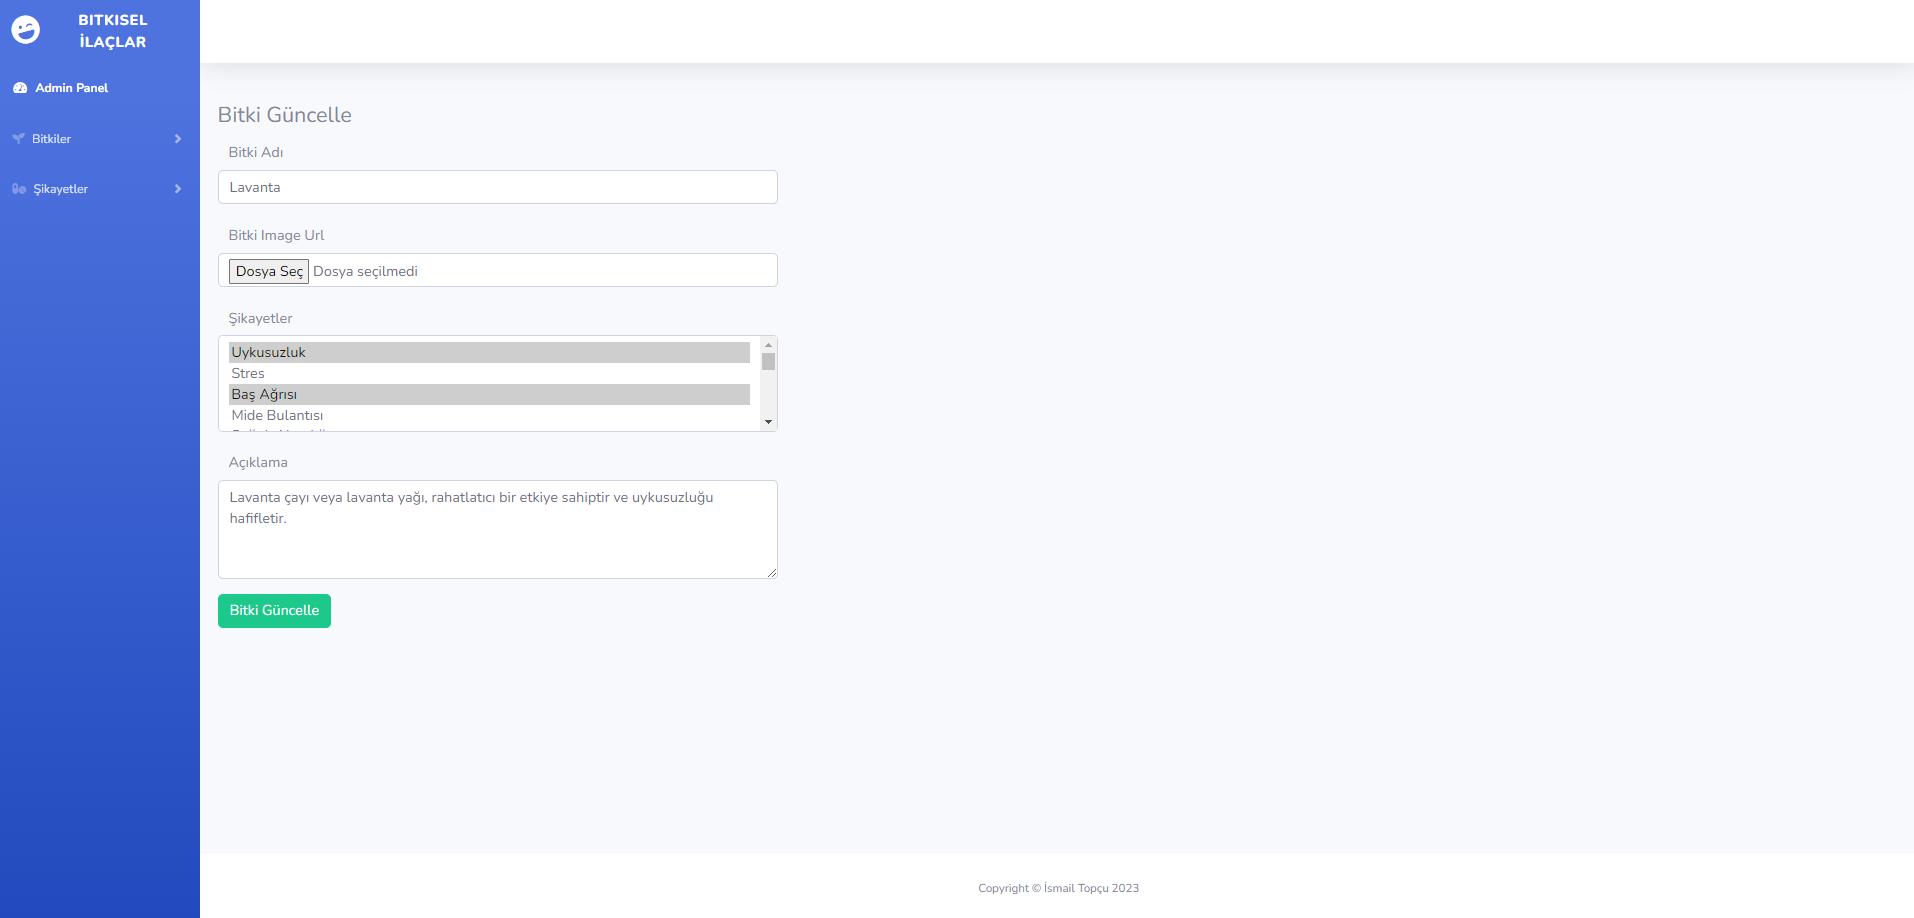 BITKISEL
İLAÇLAR
Admin Panel
Bitkiler
Şikayetler
Bitki Güncelle
Bitki Adı
Lavanta
Bitki Image Url
Dosya Seç Dosya seçilmedi
Şikayetler
Uykusuzluk
Stres
Baş Ağrısı
Mide Bulantısı
Açıklama
Lavanta çayı veya lavanta yağı, rahatlatıcı bir etkiye sahiptir ve uykusuzluğu
hafifletir.
Bitki Güncelle
Copyright © İsmail Topçu 2023